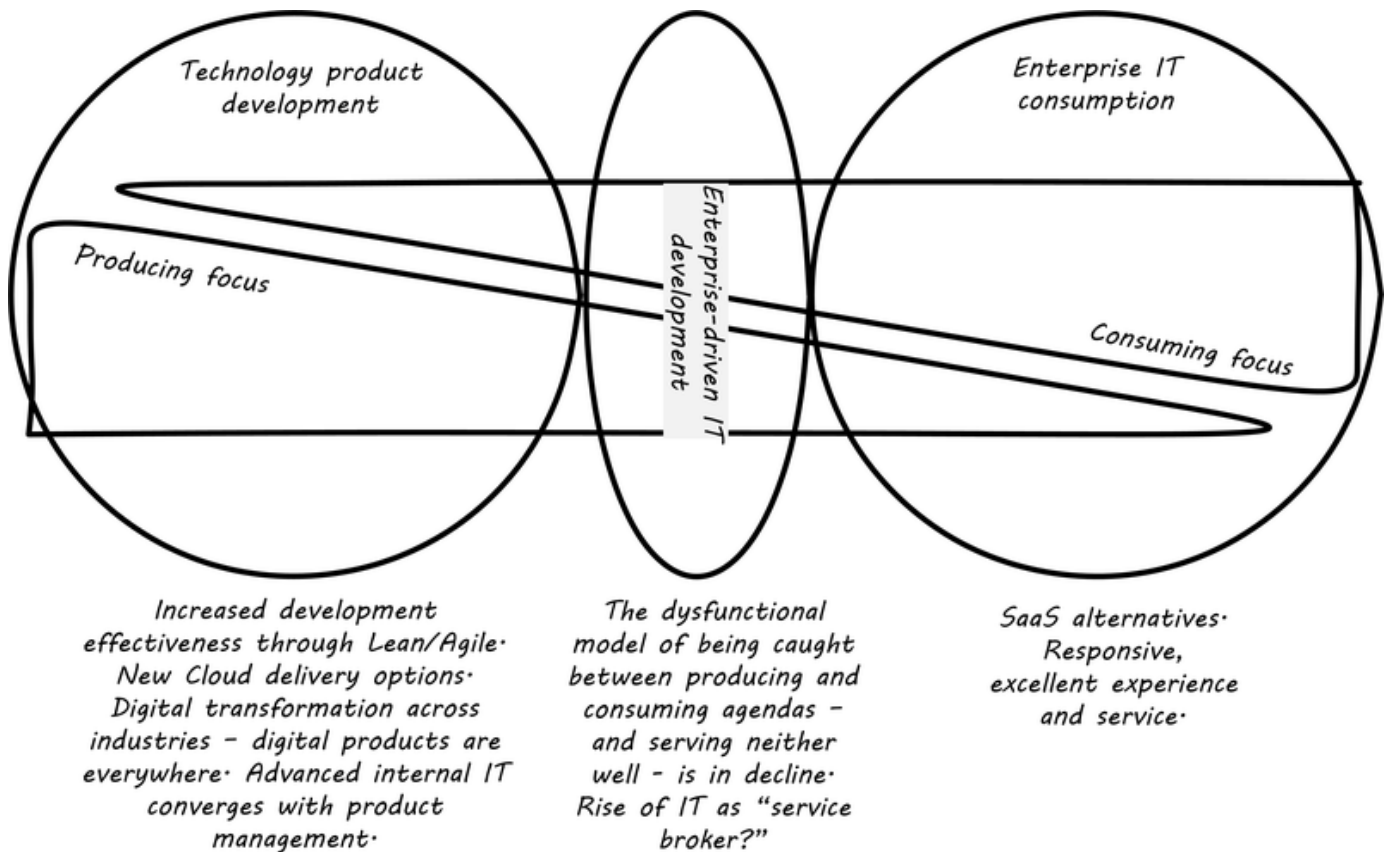 Technology product
development
Enterprise IT
consumption
Producing focus
Enterprise-driven IT
development
Consuming focus
Increased development
effectiveness through Lean/Agile.
New Cloud delivery options.
Digital transformation across
industries - digital products are
everywhere. Advanced internal IT
converges with product
management.
The dysfunctional
model of being caught
between producing and
consuming agendas -
and serving neither
well - is in decline.
Rise of IT as “service
broker?”
SaaS alternatives.
Responsive,
excellent experience
and service.